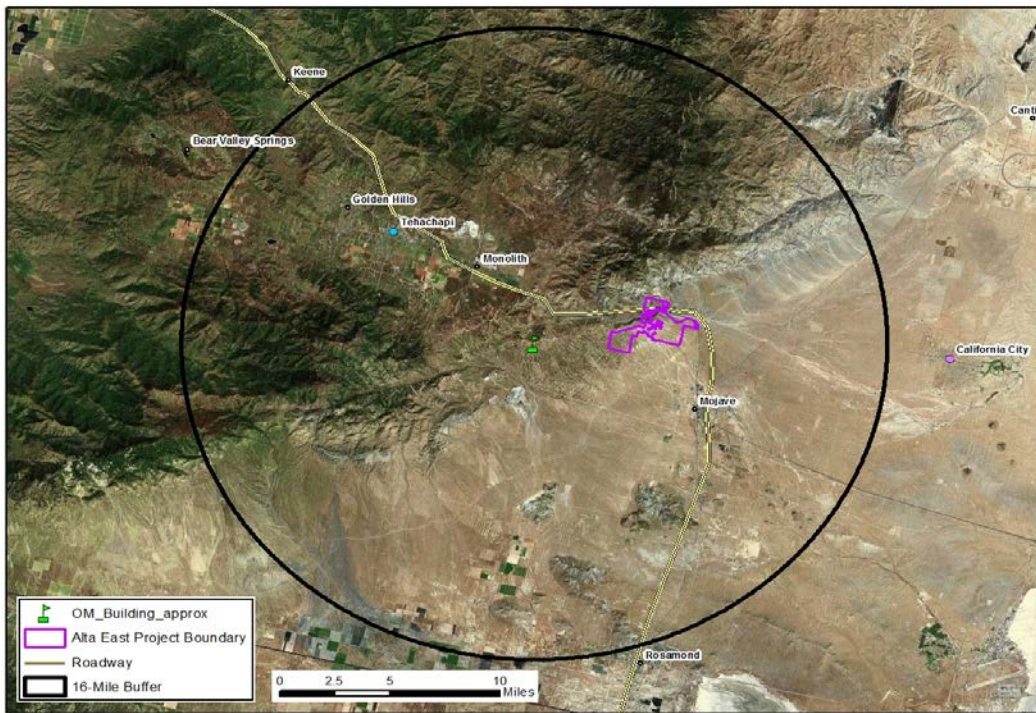 Keene
Canti
Bear Valley Springs
Golden Hills
Tehachapi
Monolith
California City
Mojave
Rosamond
OM_Building_approx
Alta East Project Boundary
Roadway
16-Mile Buffer
0 2.5 5 10
Miles